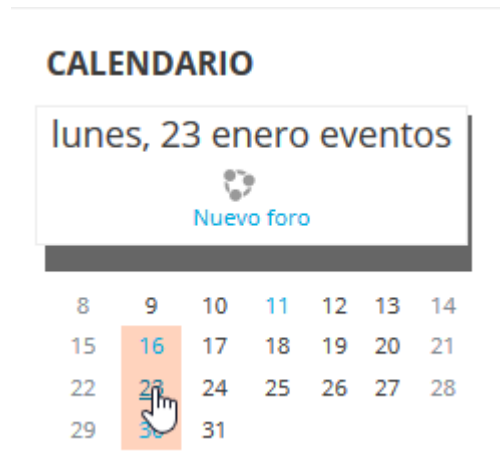 CALENDARIO
lunes, 23 enero eventos
Nuevo foro
8 9 10 11 12 13 14
15 16 17 18 19 20 21
22 23 24 25 26 27 28
29 30 31